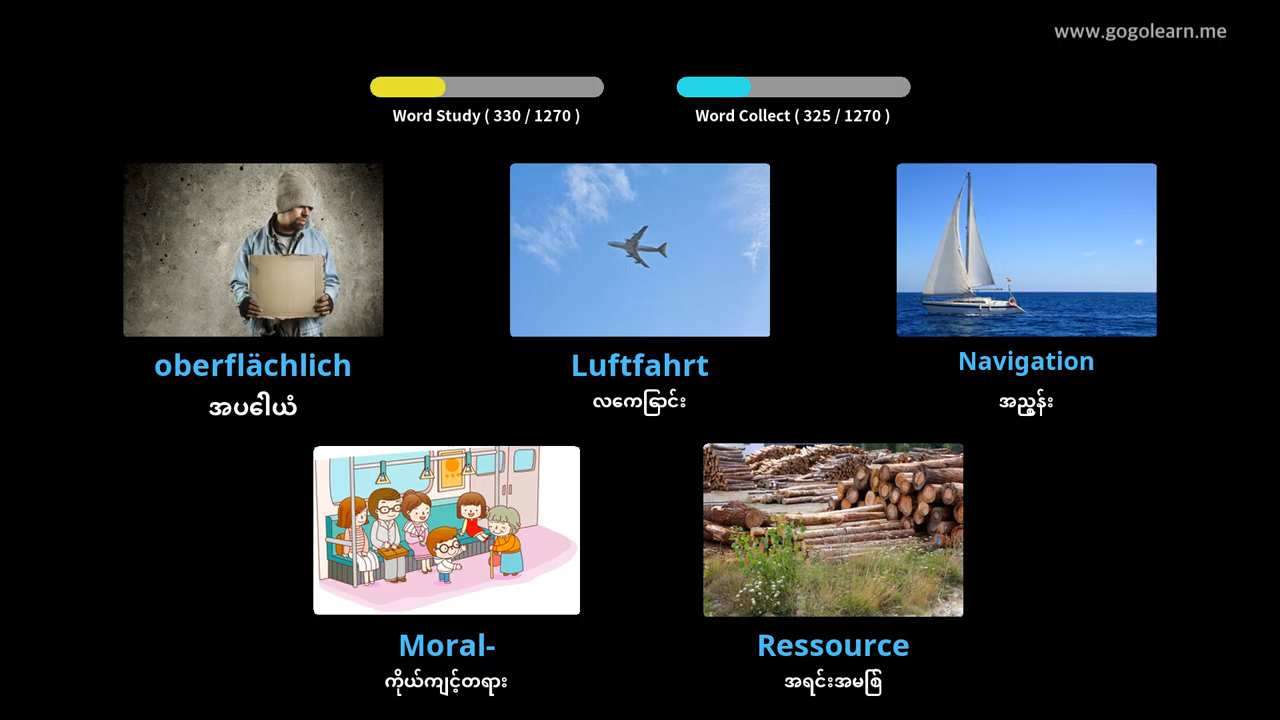 www.gogolearn.me
Word Study ( 330 / 1270 )
Word Collect ( 325 / 1270 )
oberflächlich
အပေါ်ယံ
Luftfahrt
လကြောင်း
Navigation
အညွှန်း
Moral-
ကိုယ်ကျင့်တရား
Ressource
အရင်းအမြစ်